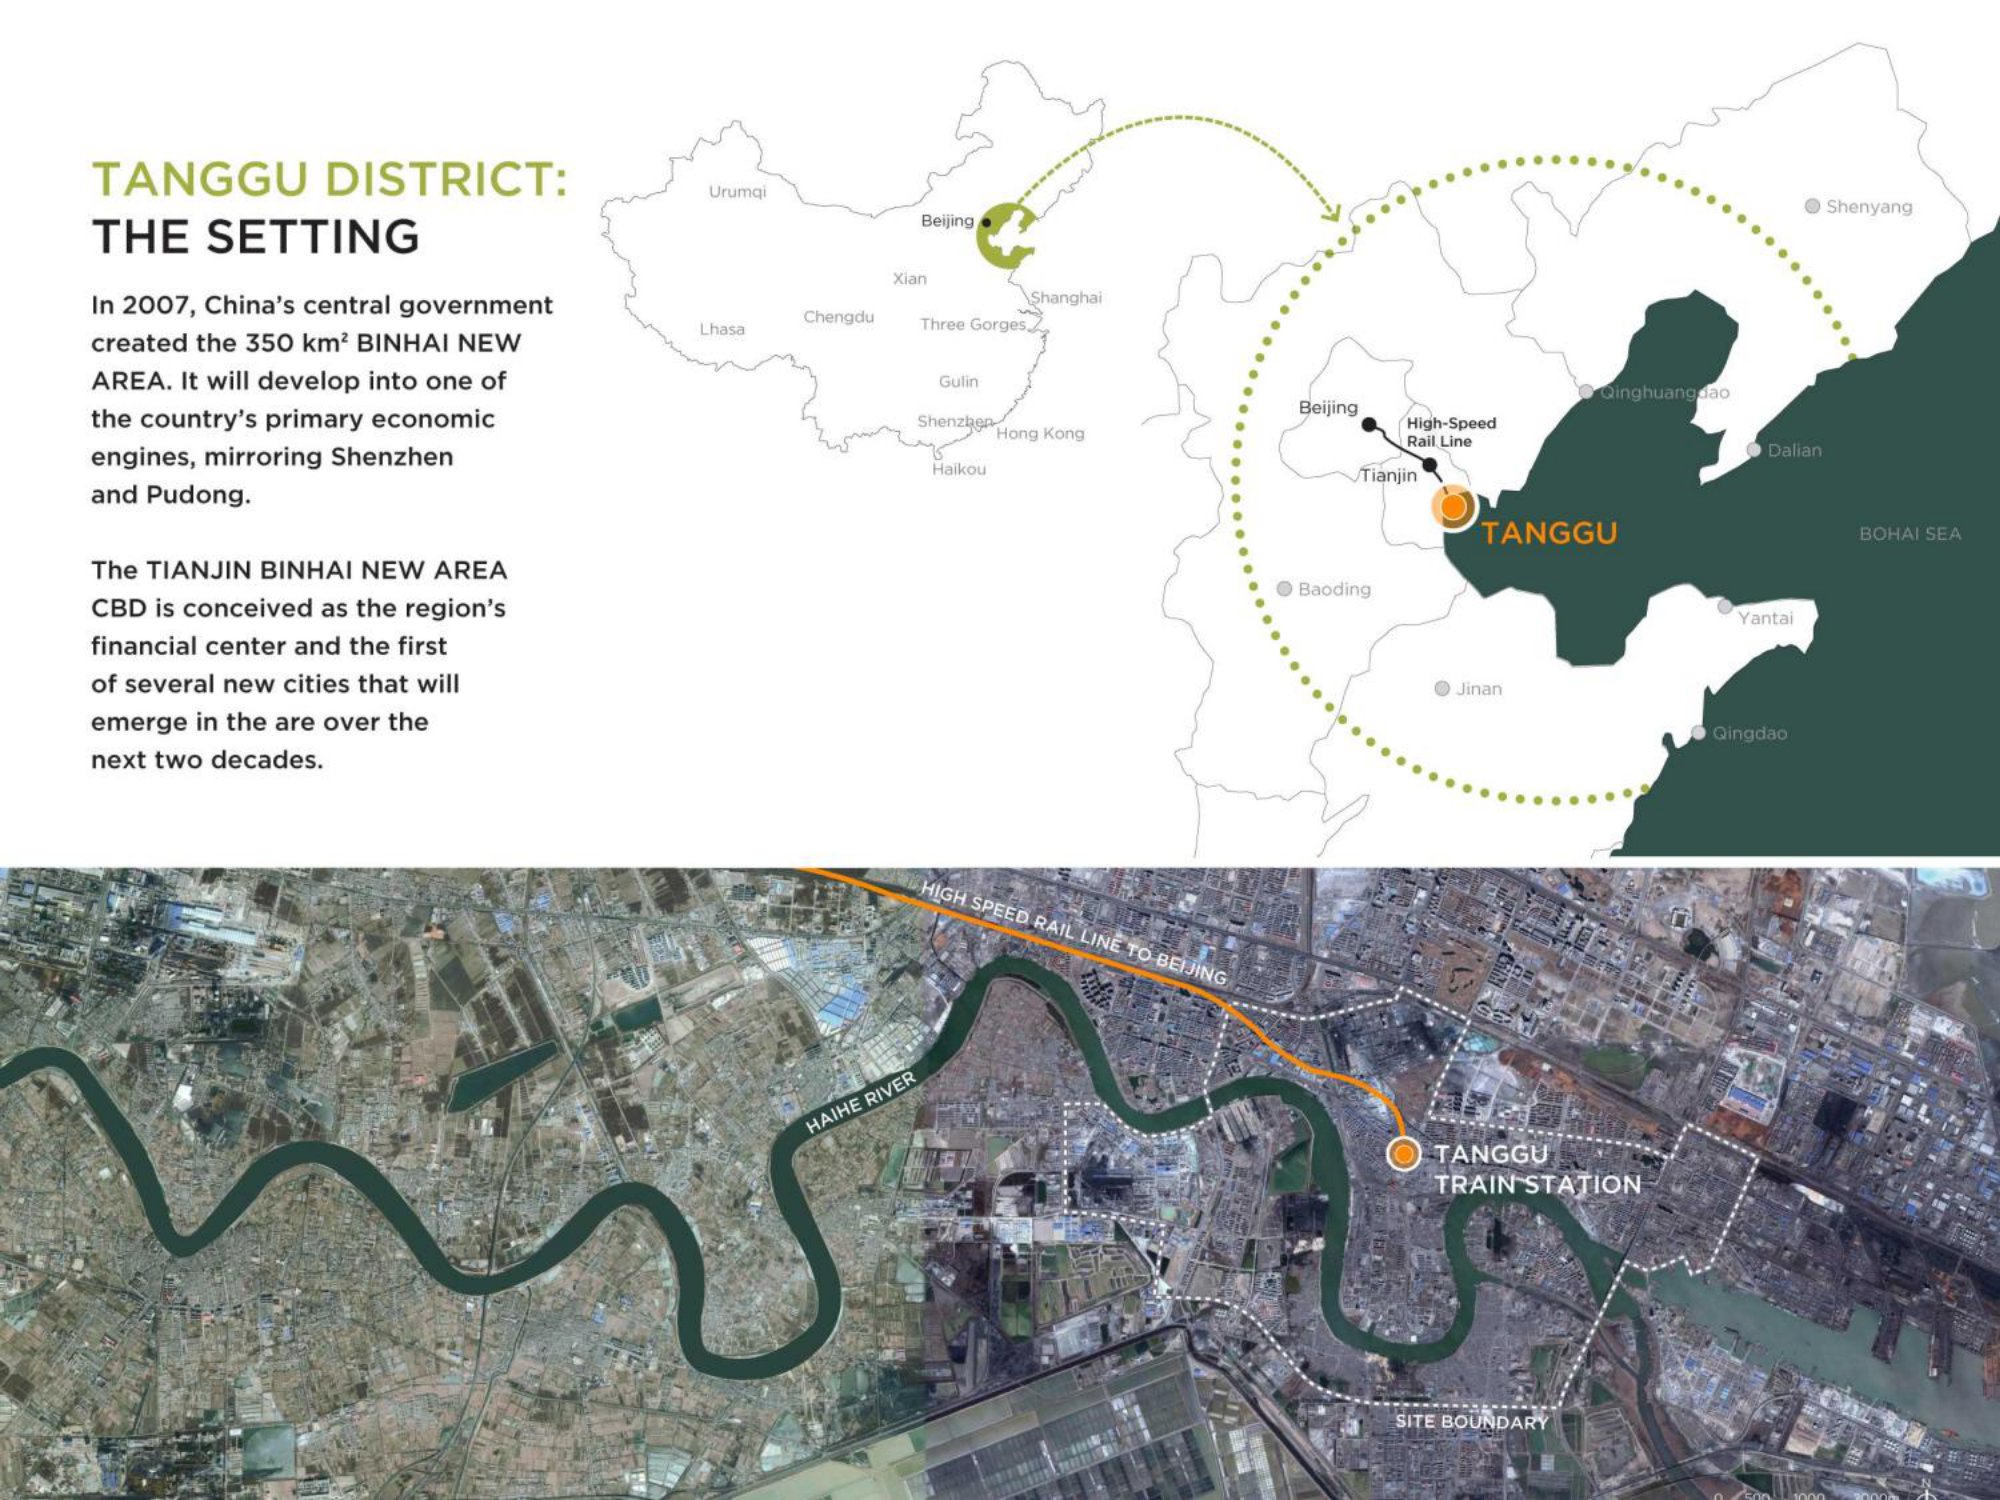 TANGGU DISTRICT:
THE SETTING
In 2007, China's central government
created the 350 km² BINHAI NEW
AREA. It will develop into one of
the country's primary economic
engines, mirroring Shenzhen
and Pudong.
The TIANJIN BINHAI NEW AREA
CBD is conceived as the region's
financial center and the first
of several new cities that will
emerge in the are over the
next two decades.
Urumqi
Beijing
Xian
Shanghai
Chengdu
Three Gorges
Lhasa
Gulin
Shenzhen
Hong Kong
Haikou
Shenyang
Qinghuangdao
Beijing
High-Speed
Rail Line
Dalian
Tianjin
TANGGU
BOHAI SEA
Baoding
Yantai
Jinan
Qingdao
HIGH SPEED RAIL LINE TO BEIJING
HAIHE RIVER
TANGGU
TRAIN STATION
SITE BOUNDARY
N
0 500 1000 2000m